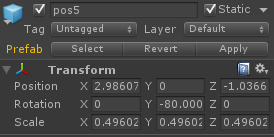 pos5 Static
Tag Untagged Layer Default
Prefab Select Revert Apply
Transform
Position X 2.98607 Y 0 Z -1.0366
Rotation X 0 Y -80.000 Z 0
Scale X 0.49602 Y 0.49602 Z 0.49602